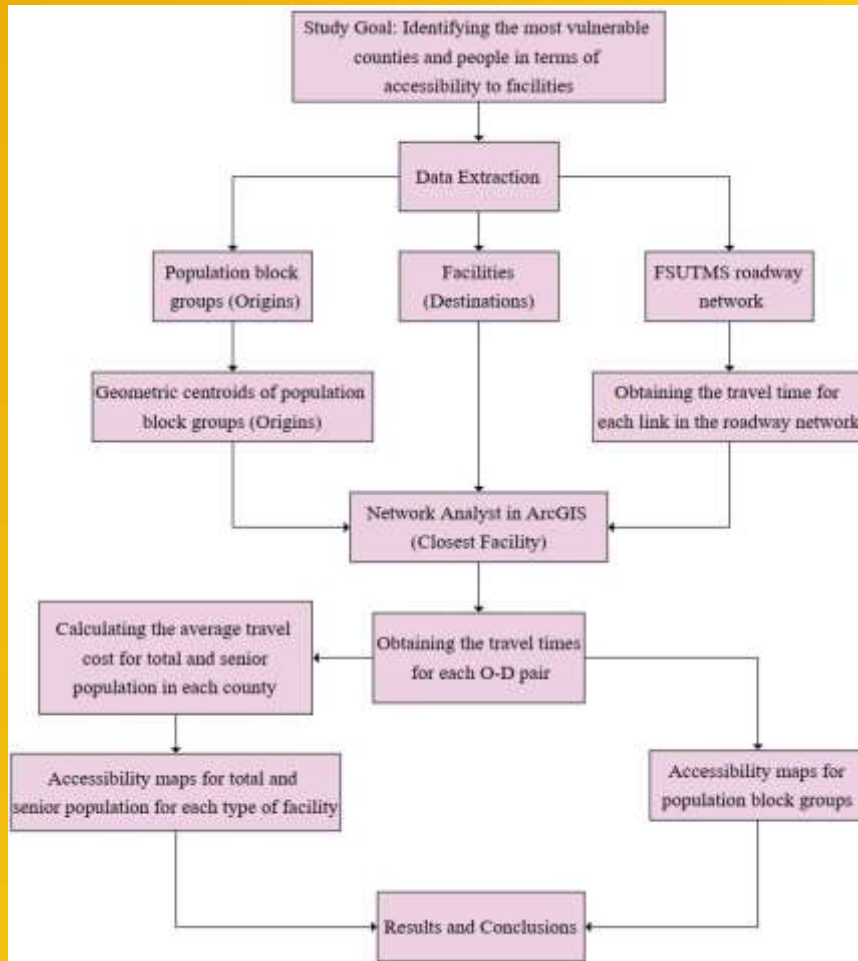 Study Goal: Identifying the most vulnerable
counties and people in terms of
accessibility to facilities
Data Extraction
Population block
groups (Origins)
Facilities
(Destinations)
FSUTMS roadway
network
Geometric centroids of population
block groups (Origins)
Obtaining the travel time for
each link in the roadway network
Network Analyst in ArcGIS
(Closest Facility)
Calculating the average travel
cost for total and senior
population in each county
Obtaining the travel times
for each O-D pair
Accessibility maps for total and
senior population for each type of facility
Accessibility maps for
population block groups
Results and Conclusions